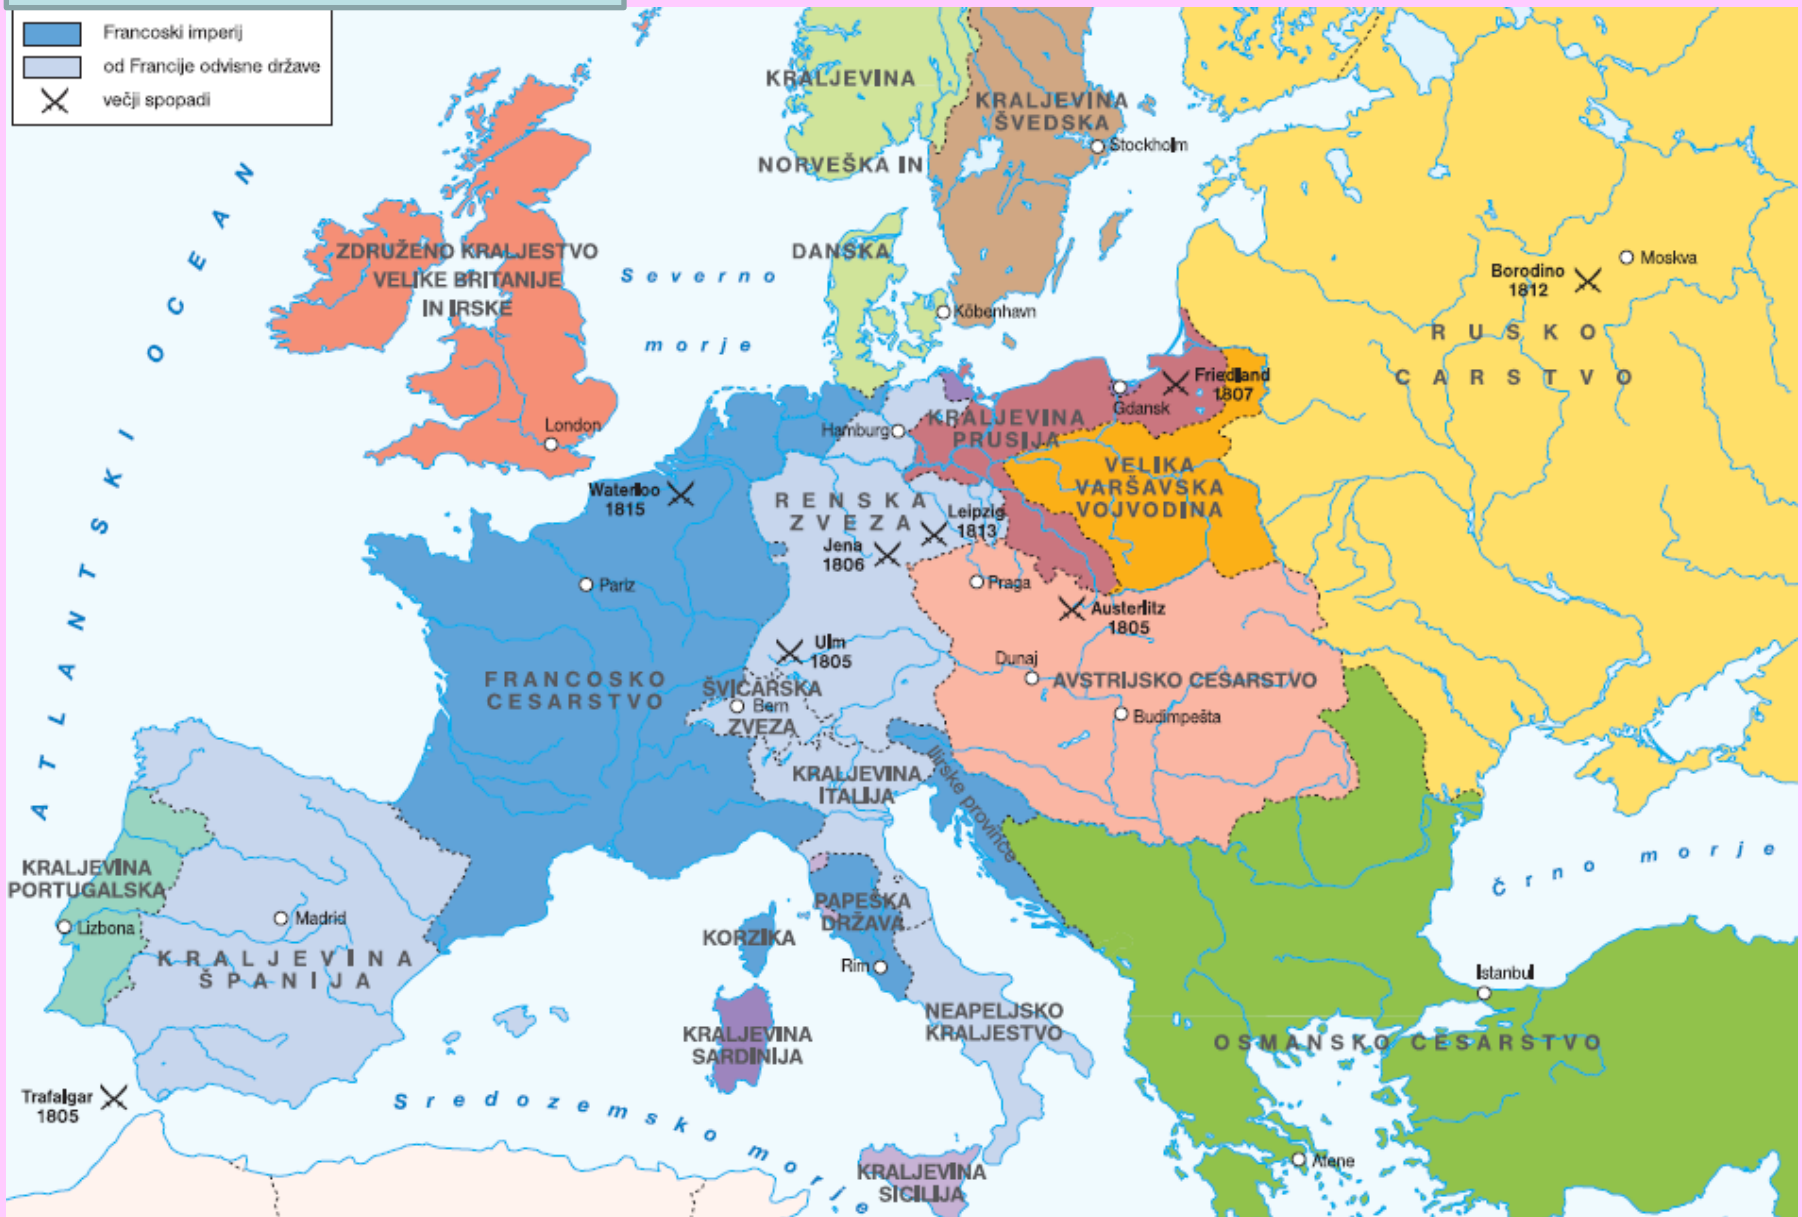 Francoski imperij
od Francije odvisne države
večji spopadi
ATLANTSKI OCEAN
KRALJEVINA
NORVEŠKA IN
DANSKA
KRALJEVINA
ŠVEDSKA
Stockholm
ZDRUŽENO KRALJESTVO
VELIKE BRITANIJE
IN IRSKE
Severno
morje
Köbenhavn
Borodino
1812
Moskva
RUSKO
CARSTVO
Friedland
1807
Gdansk
KRALJEVINA
PRUSIJA
Hamburg
London
VELIKA
VARŠAVSKA
VOJVODINA
Waterloo
1815
RENSKA
ZVEZA
Leipzig
1813
Jena
1806
Pariz
Praga
Austerlitz
1805
Ulm
1805
Dunaj
FRANCOSKO
CESARSTVO
ŠVICARSKA
Bern
ZVEZA
AVSTRIJSKO CESARSTVO
Budimpešta
KRALJEVINA
ITALIJA
Ilirske province
KRALJEVINA
PORTUGALSKA
Lizbona
Madrid
KRALJEVINA
ŠPANIJA
PAPEŠKA
DRŽAVA
KORZIKA
Rim
Črno morje
Istanbul
NEAPELJSKO
KRALJESTVO
KRALJEVINA
SARDINIJA
OSMANSKO CESARSTVO
Trafalgar
1805
Sredozemsko morje
KRALJEVINA
SICILIJA
Atene